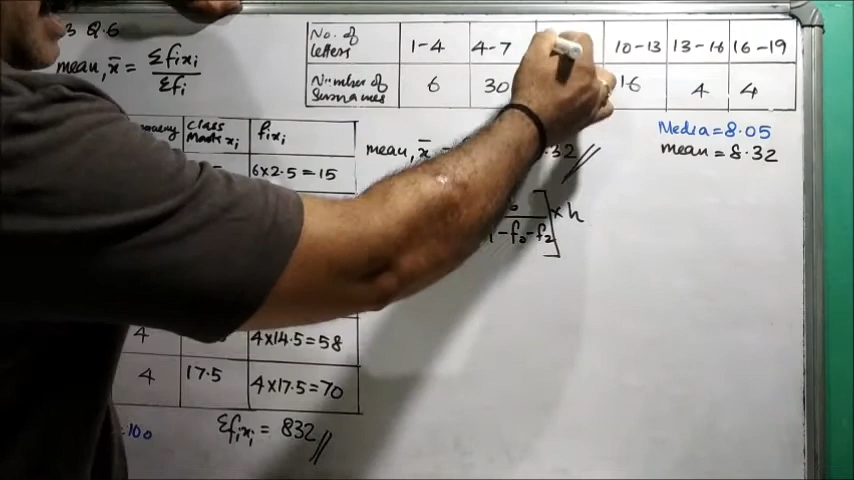 3 Q.6
mean, x̄ = Σfᵢxᵢ / Σfᵢ
No. of letters 1-4 4-7 10-13 13-16 16-19
Number of Surnames 6 30 16 4 4
Media=8.05
mean=8.32
Class Mark xᵢ fᵢxᵢ
6x2.5=15
mean, x̄
.32
-f₀-f₂ ] x h
4 4x14.5=58
4 17.5 4x17.5=70
100
Σfᵢxᵢ = 832